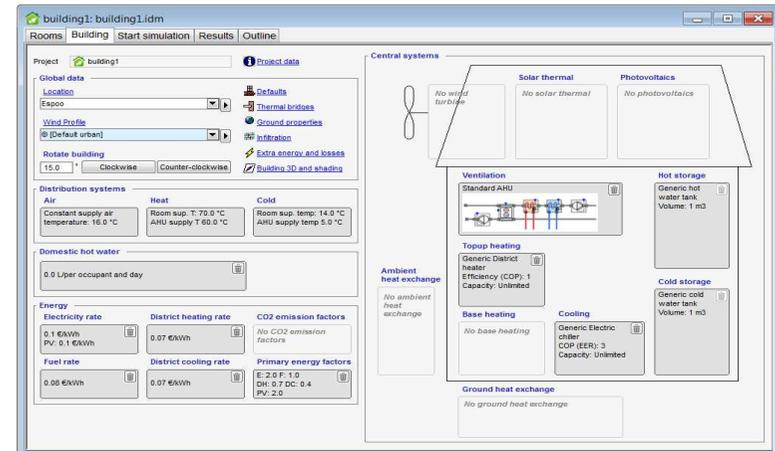 building1: building1.idm
Rooms Building Start simulation Results Outline
Project building1 Project data
Global data
Location
Espoo
Wind Profile
© [Default urban]
Rotate building
15.0 ° Clockwise Counter-clockwise
Defaults
Thermal bridges
Ground properties
Infiltration
Extra energy and losses
Building 3D and shading
Distribution systems
Air
Constant supply air
temperature: 16.0 °C
Heat
Room sup. T: 70.0 °C
AHU supply T 60.0 °C
Cold
Room sup. temp: 14.0 °C
AHU supply temp 5.0 °C
Domestic hot water
0.0 L/per occupant and day
Energy
Electricity rate
0.1 €/kWh
PV: 0.1 €/kWh
District heating rate
0.07 €/kWh
CO2 emission factors
No CO2 emission
factors
Fuel rate
0.08 €/kWh
District cooling rate
0.07 €/kWh
Primary energy factors
E: 2.0 F: 1.0
DH: 0.7 DC: 0.4
PV: 2.0
Central systems
No wind
turbine
Solar thermal
No solar thermal
Photovoltaics
No photovoltaics
Ventilation
Standard AHU
Hot storage
Generic hot
water tank
Volume: 1 m3
Topup heating
Generic District
heater
Efficiency (COP): 1
Capacity: Unlimited
Ambient
heat exchange
No ambient
heat
exchange
Cold storage
Generic cold
water tank
Volume: 1 m3
Base heating
No base heating
Cooling
Generic Electric
chiller
COP (EER): 3
Capacity: Unlimited
Ground heat exchange
No ground heat exchange